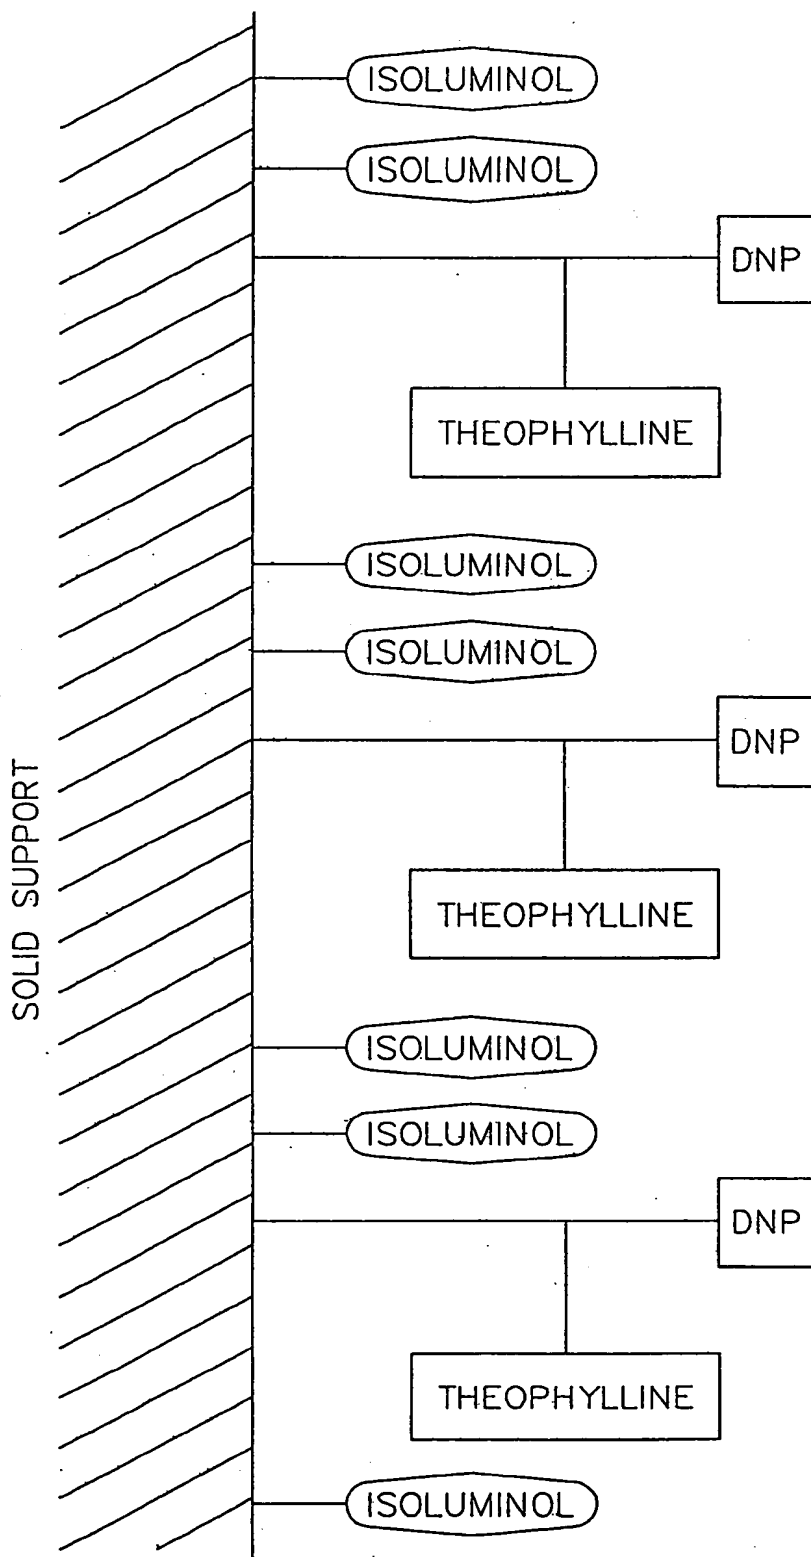 ISOLUMINOL
ISOLUMINOL
DNP
THEOPHYLLINE
ISOLUMINOL
ISOLUMINOL
DNP
SOLID SUPPORT
THEOPHYLLINE
ISOLUMINOL
ISOLUMINOL
DNP
THEOPHYLLINE
ISOLUMINOL